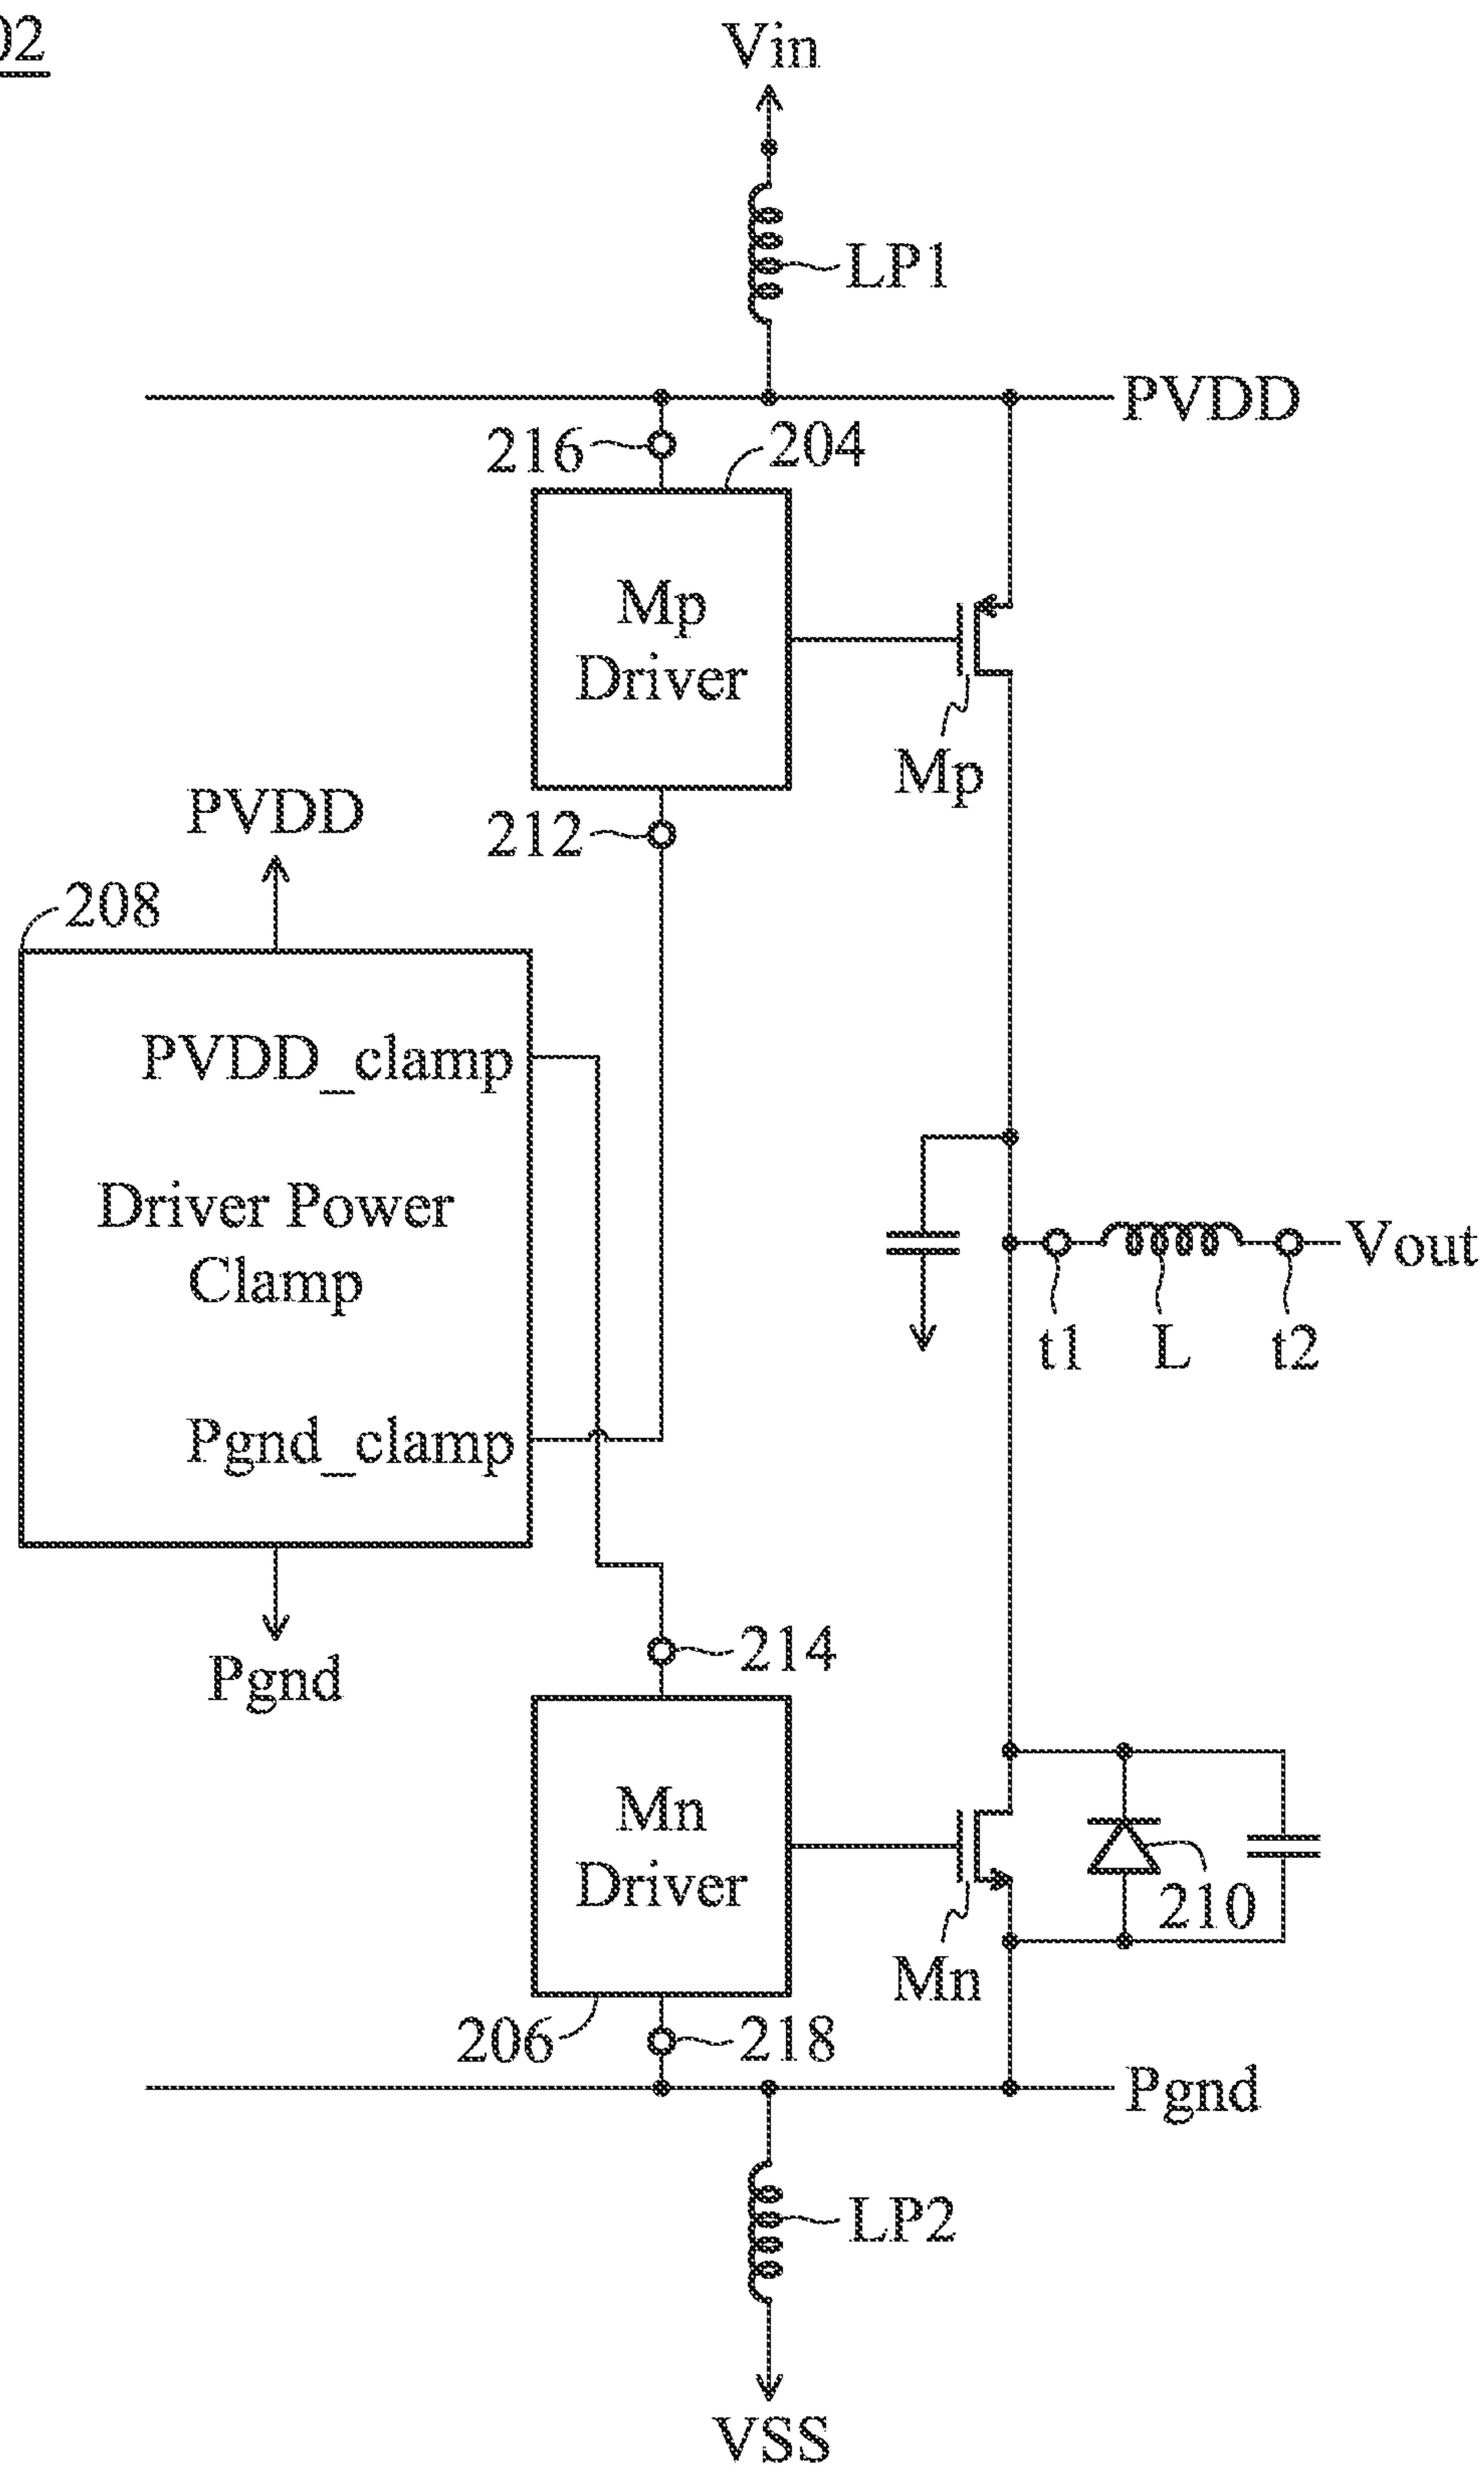 02
Vin
LP1
PVDD
216
204
Mp
Driver
Mp
212
PVDD
208
PVDD_clamp
Driver Power
Clamp
Pgnd_clamp
Vout
t1
L
t2
Pgnd
214
Mn
Driver
210
Mn
206
218
Pgnd
LP2
VSS